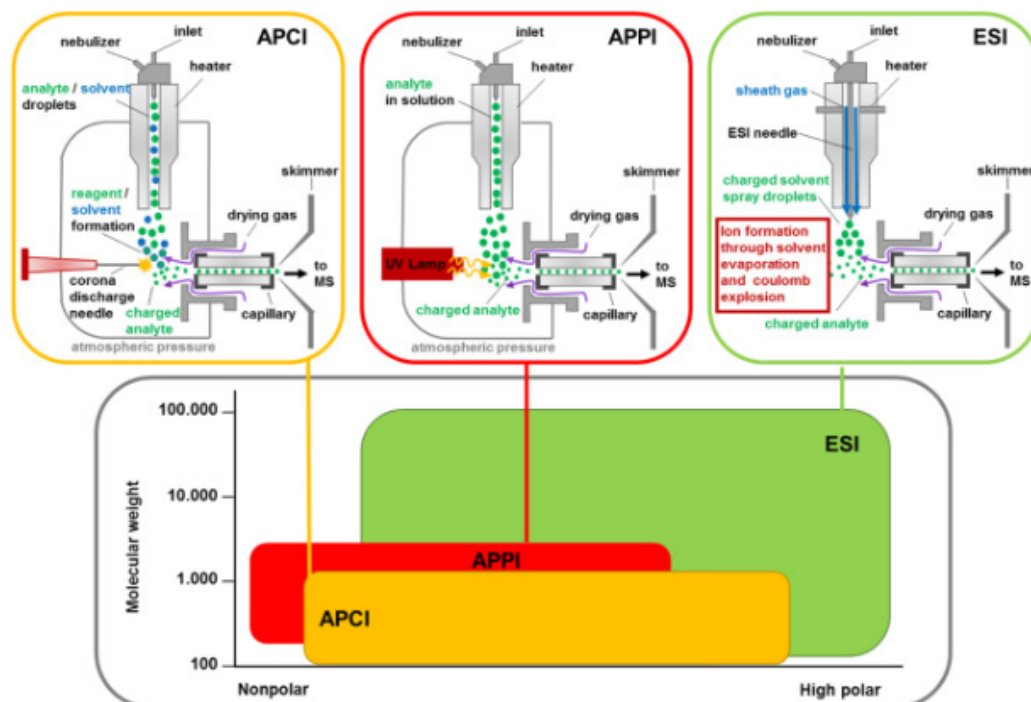 APCI
nebulizer
inlet
heater
analyte / solvent
droplets
reagent /
solvent
formation
skimmer
drying gas
to
MS
corona
discharge
needle
charged
analyte
capillary
atmospheric pressure
APPI
nebulizer
inlet
heater
analyte
in solution
skimmer
drying gas
UV Lamp
to
MS
charged analyte
capillary
atmospheric pressure
ESI
nebulizer
inlet
heater
sheath gas
ESI needle
skimmer
charged solvent
spray droplets
drying gas
Ion formation
through solvent
evaporation
and coulomb
explosion
to
MS
charged analyte
capillary
Molecular weight
100.000
10.000
1.000
100
ESI
APPI
APCI
Nonpolar
High polar